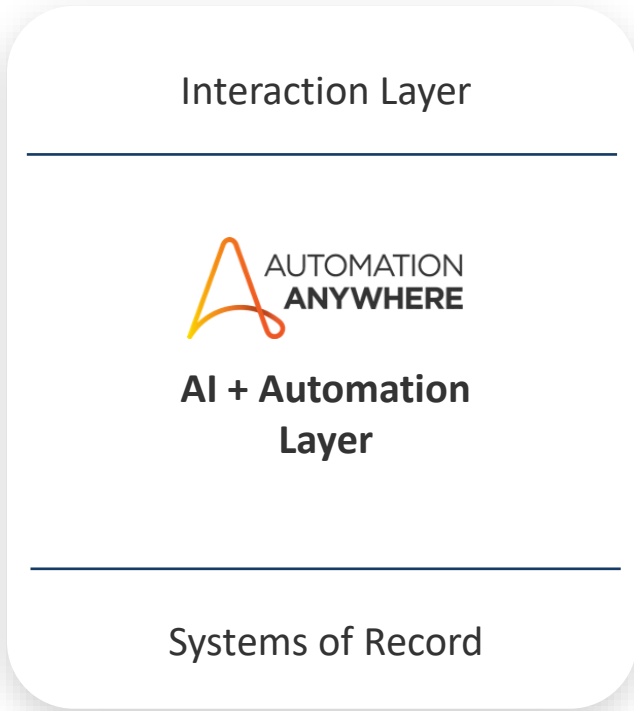 Interaction Layer
AUTOMATION
ANYWHERE
AI + Automation
Layer
Systems of Record